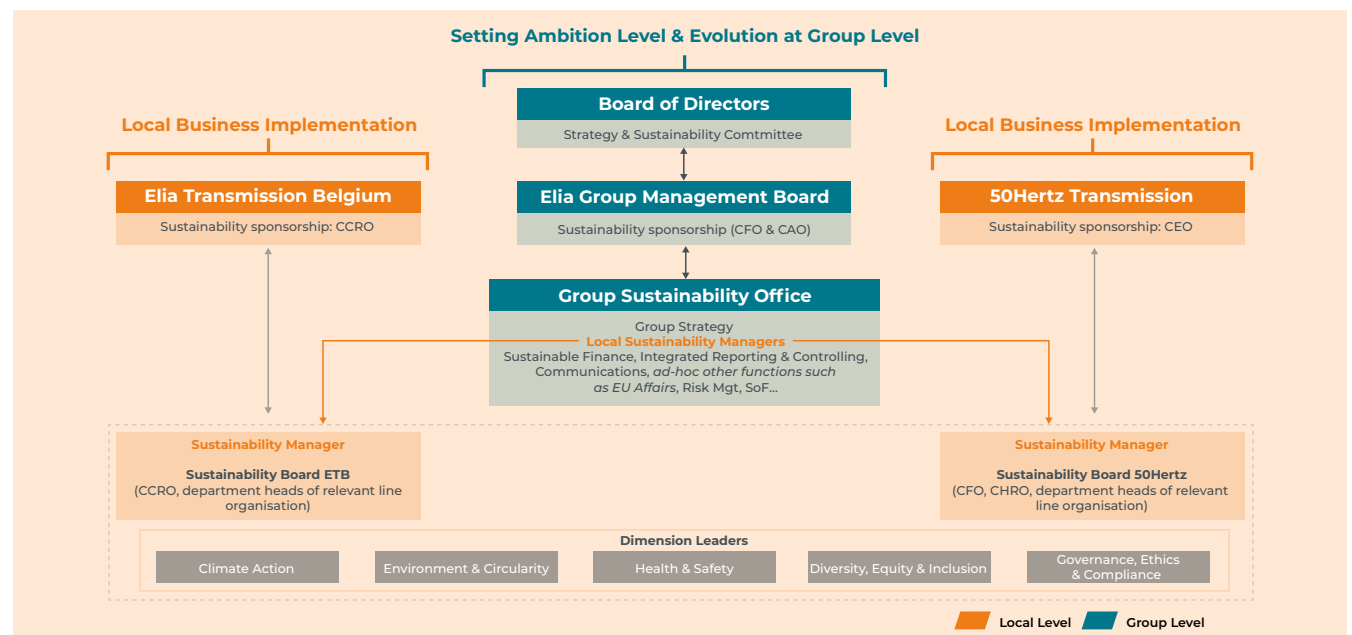 Setting Ambition Level & Evolution at Group Level
Board of Directors
Strategy & Sustainability Comttmittee
Local Business Implementation
Elia Transmission Belgium
Sustainability sponsorship: CCRO
Elia Group Management Board
Sustainability sponsorship (CFO & CAO)
Local Business Implementation
50Hertz Transmission
Sustainability sponsorship: CEO
Group Sustainability Office
Group Strategy
Local Sustainability Managers
Sustainable Finance, Integrated Reporting & Controlling,
Communications, ad-hoc other functions such
as EU Affairs, Risk Mgt, SoF...
Sustainability Manager
Sustainability Board ETB
(CCRO, department heads of relevant line
organisation)
Sustainability Manager
Sustainability Board 50Hertz
(CFO, CHRO, department heads of relevant
line organisation)
Dimension Leaders
Climate Action
Environment & Circularity
Health & Safety
Diversity, Equity & Inclusion
Governance, Ethics
& Compliance
Local Level
Group Level